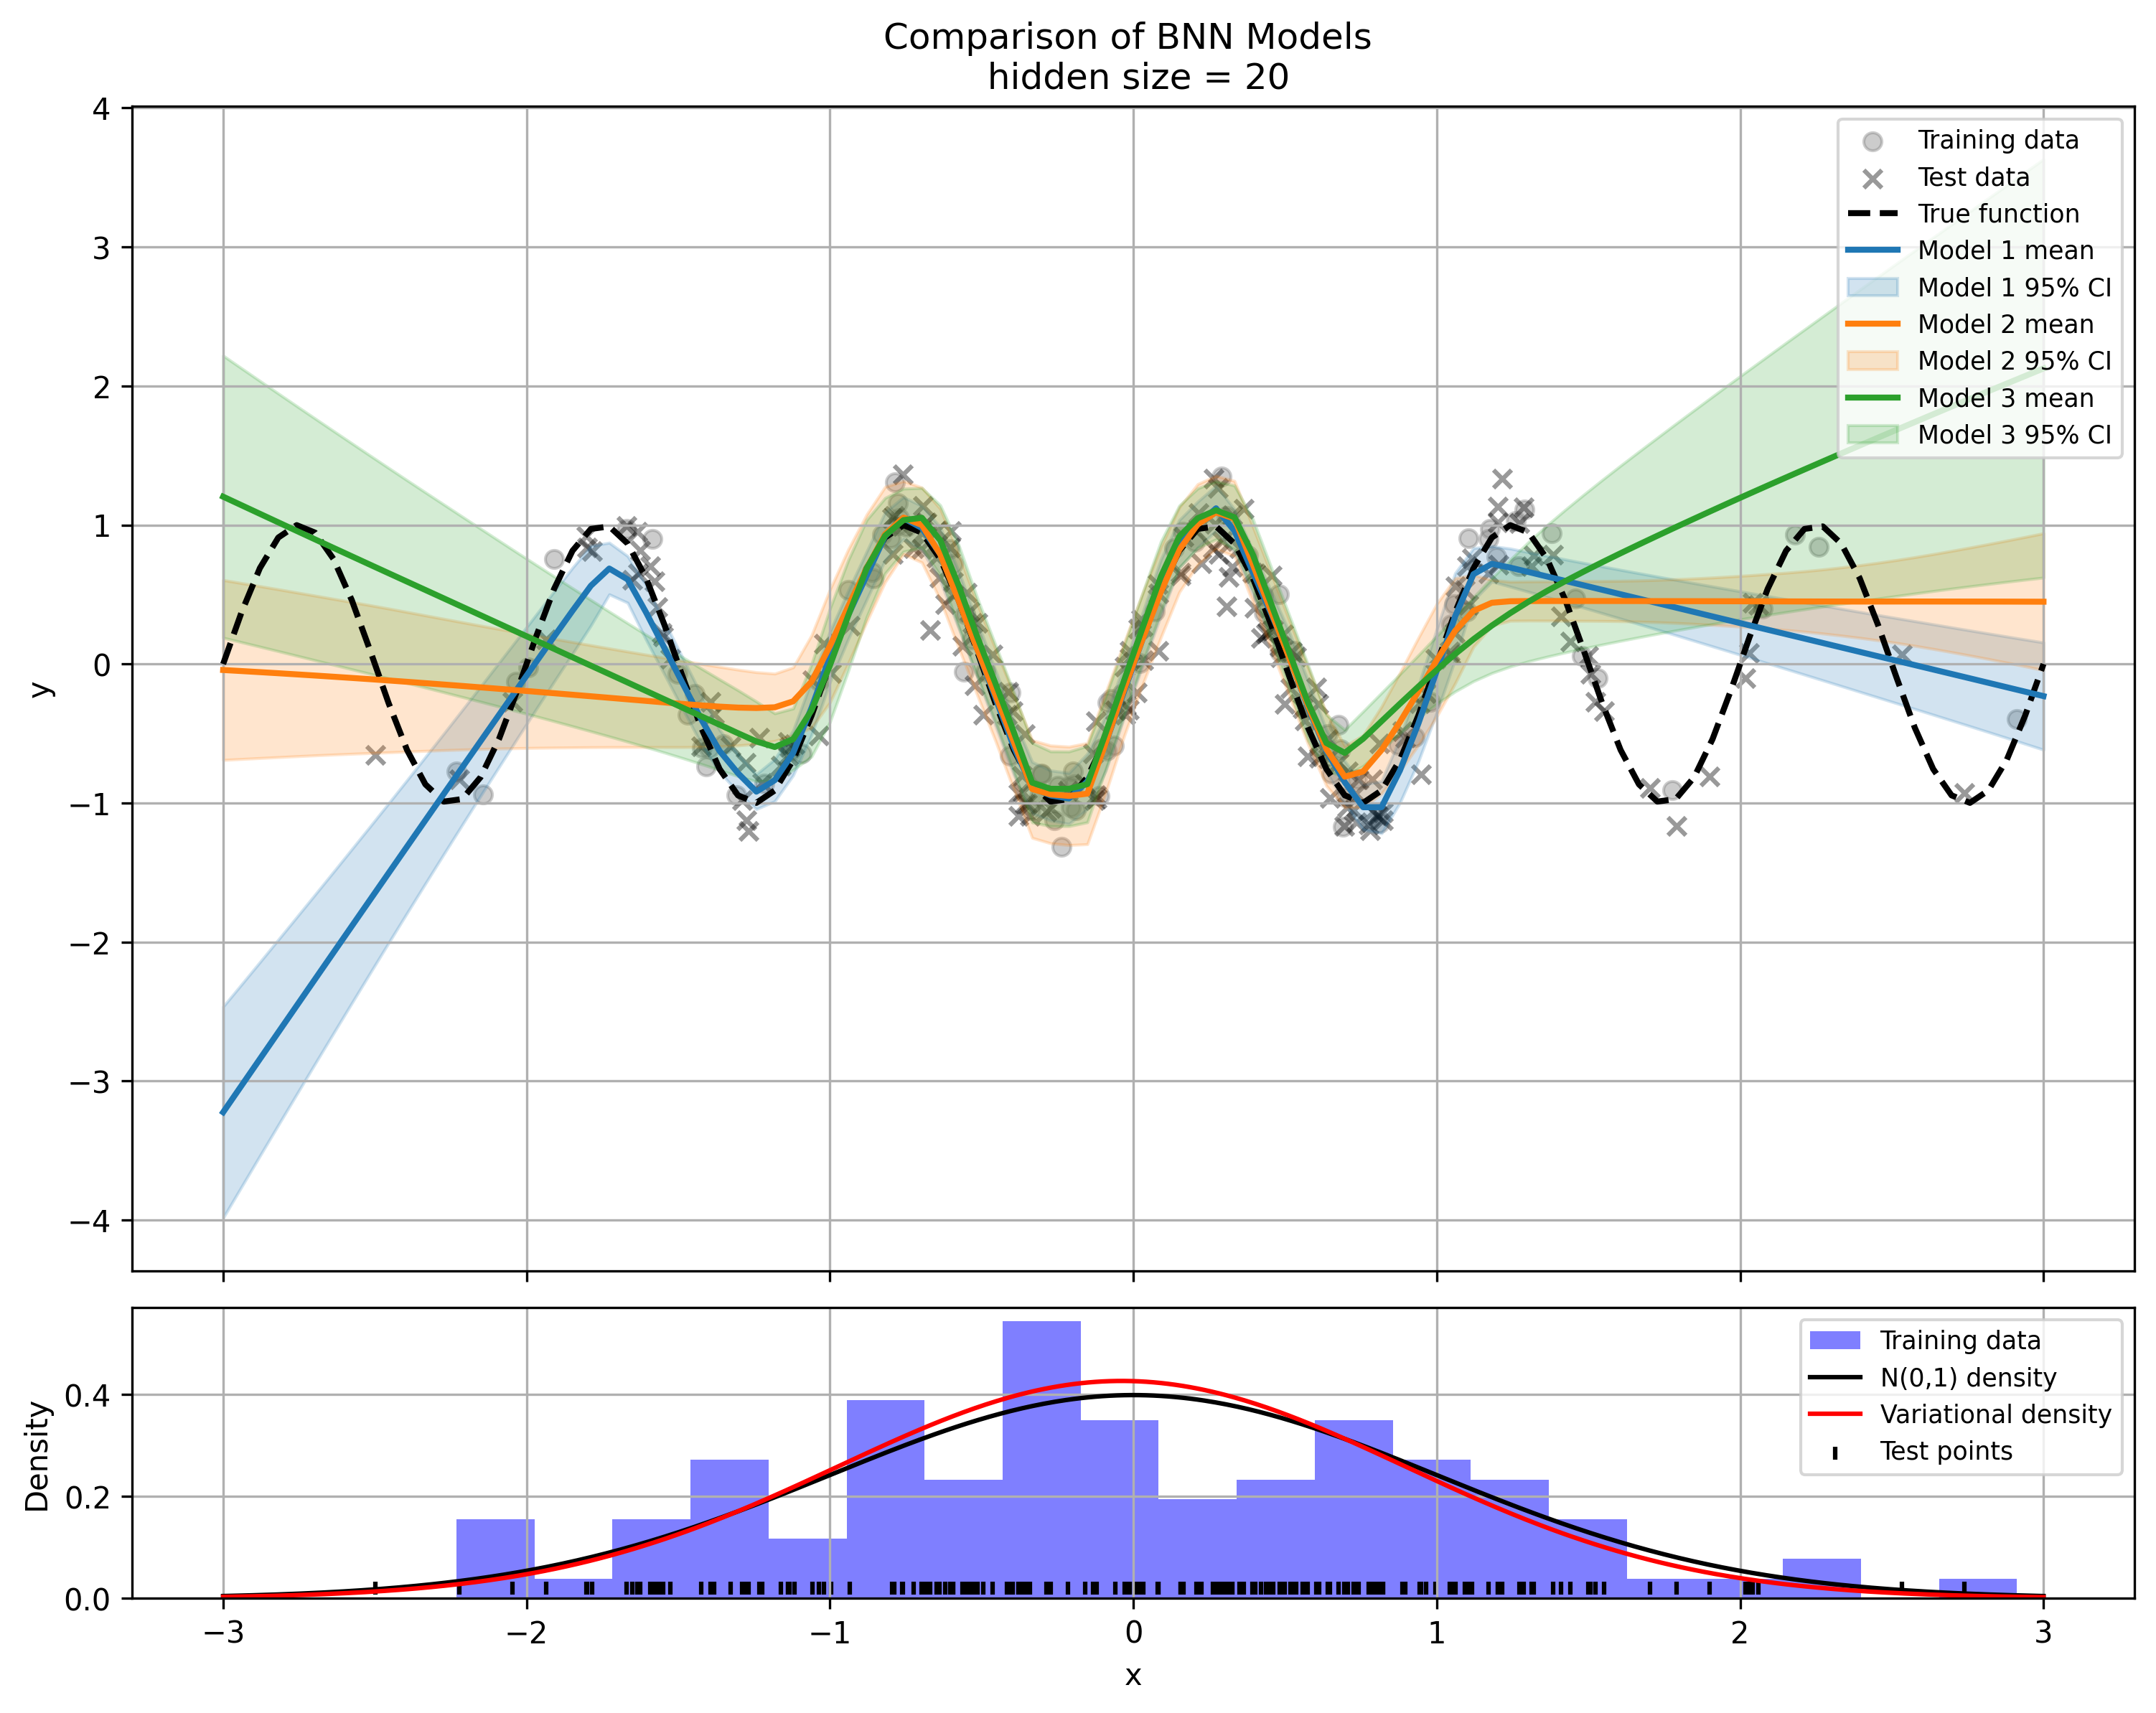 Comparison of BNN Models
hidden size = 20
4
3
2
1
0
−1
−2
−3
−4
y
Training data
Test data
True function
Model 1 mean
Model 1 95% CI
Model 2 mean
Model 2 95% CI
Model 3 mean
Model 3 95% CI
0.4
0.2
0.0
Density
Training data
N(0,1) density
Variational density
Test points
−3
−2
−1
0
1
2
3
x